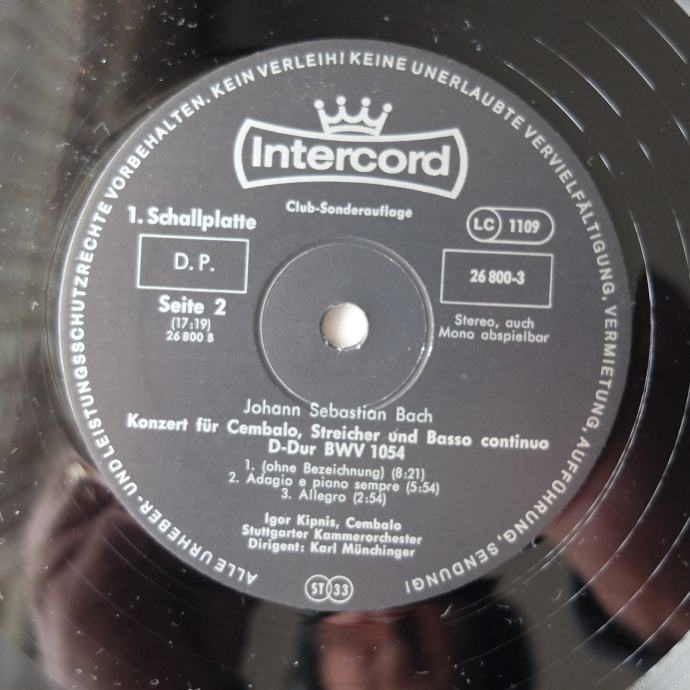 ALLE URHEBER- UND LEISTUNGSSCHUTZRECHTE VORBEHALTEN. KEIN VERLEIH! KEINE UNERLAUBTE VERVIELFÄLTIGUNG, VERMIETUNG, AUFFÜHRUNG, SENDUNG!
Intercord
Club-Sonderauflage
1. Schallplatte
LC 1109
D.P.
26 800-3
Seite 2
(17:19)
26 800 B
Stereo, auch
Mono abspielbar
Johann Sebastian Bach
Konzert für Cembalo, Streicher und Basso continuo
D-Dur BWV 1054
1. (ohne Bezeichnung) (8:21)
2. Adagio e piano sempre (5:54)
3. Allegro (2:54)
Igor Kipnis, Cembalo
Stuttgarter Kammerorchester
Dirigent: Karl Münchinger
ST 33